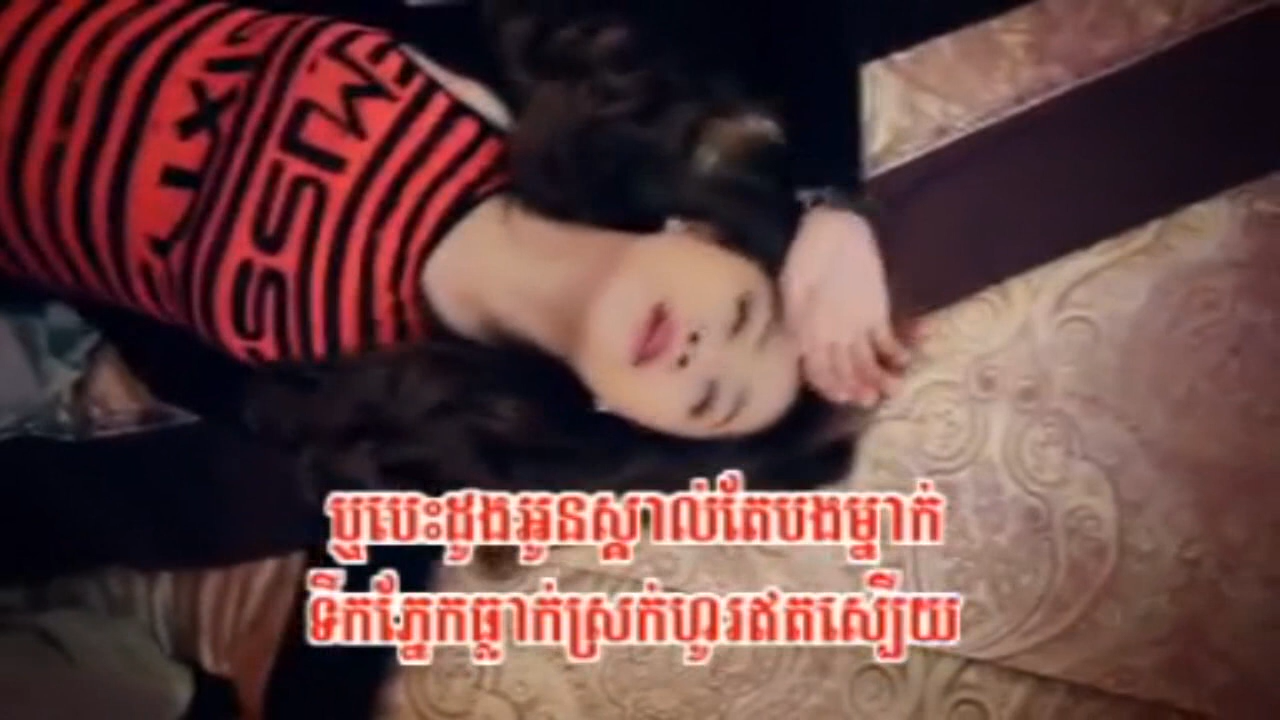 ឬបេះដូងអូនស្គាល់តែបងម្នាក់
ទឹកភ្នែកធ្លាក់ស្រក់ហូរឥតស្បើយ
SIXTY